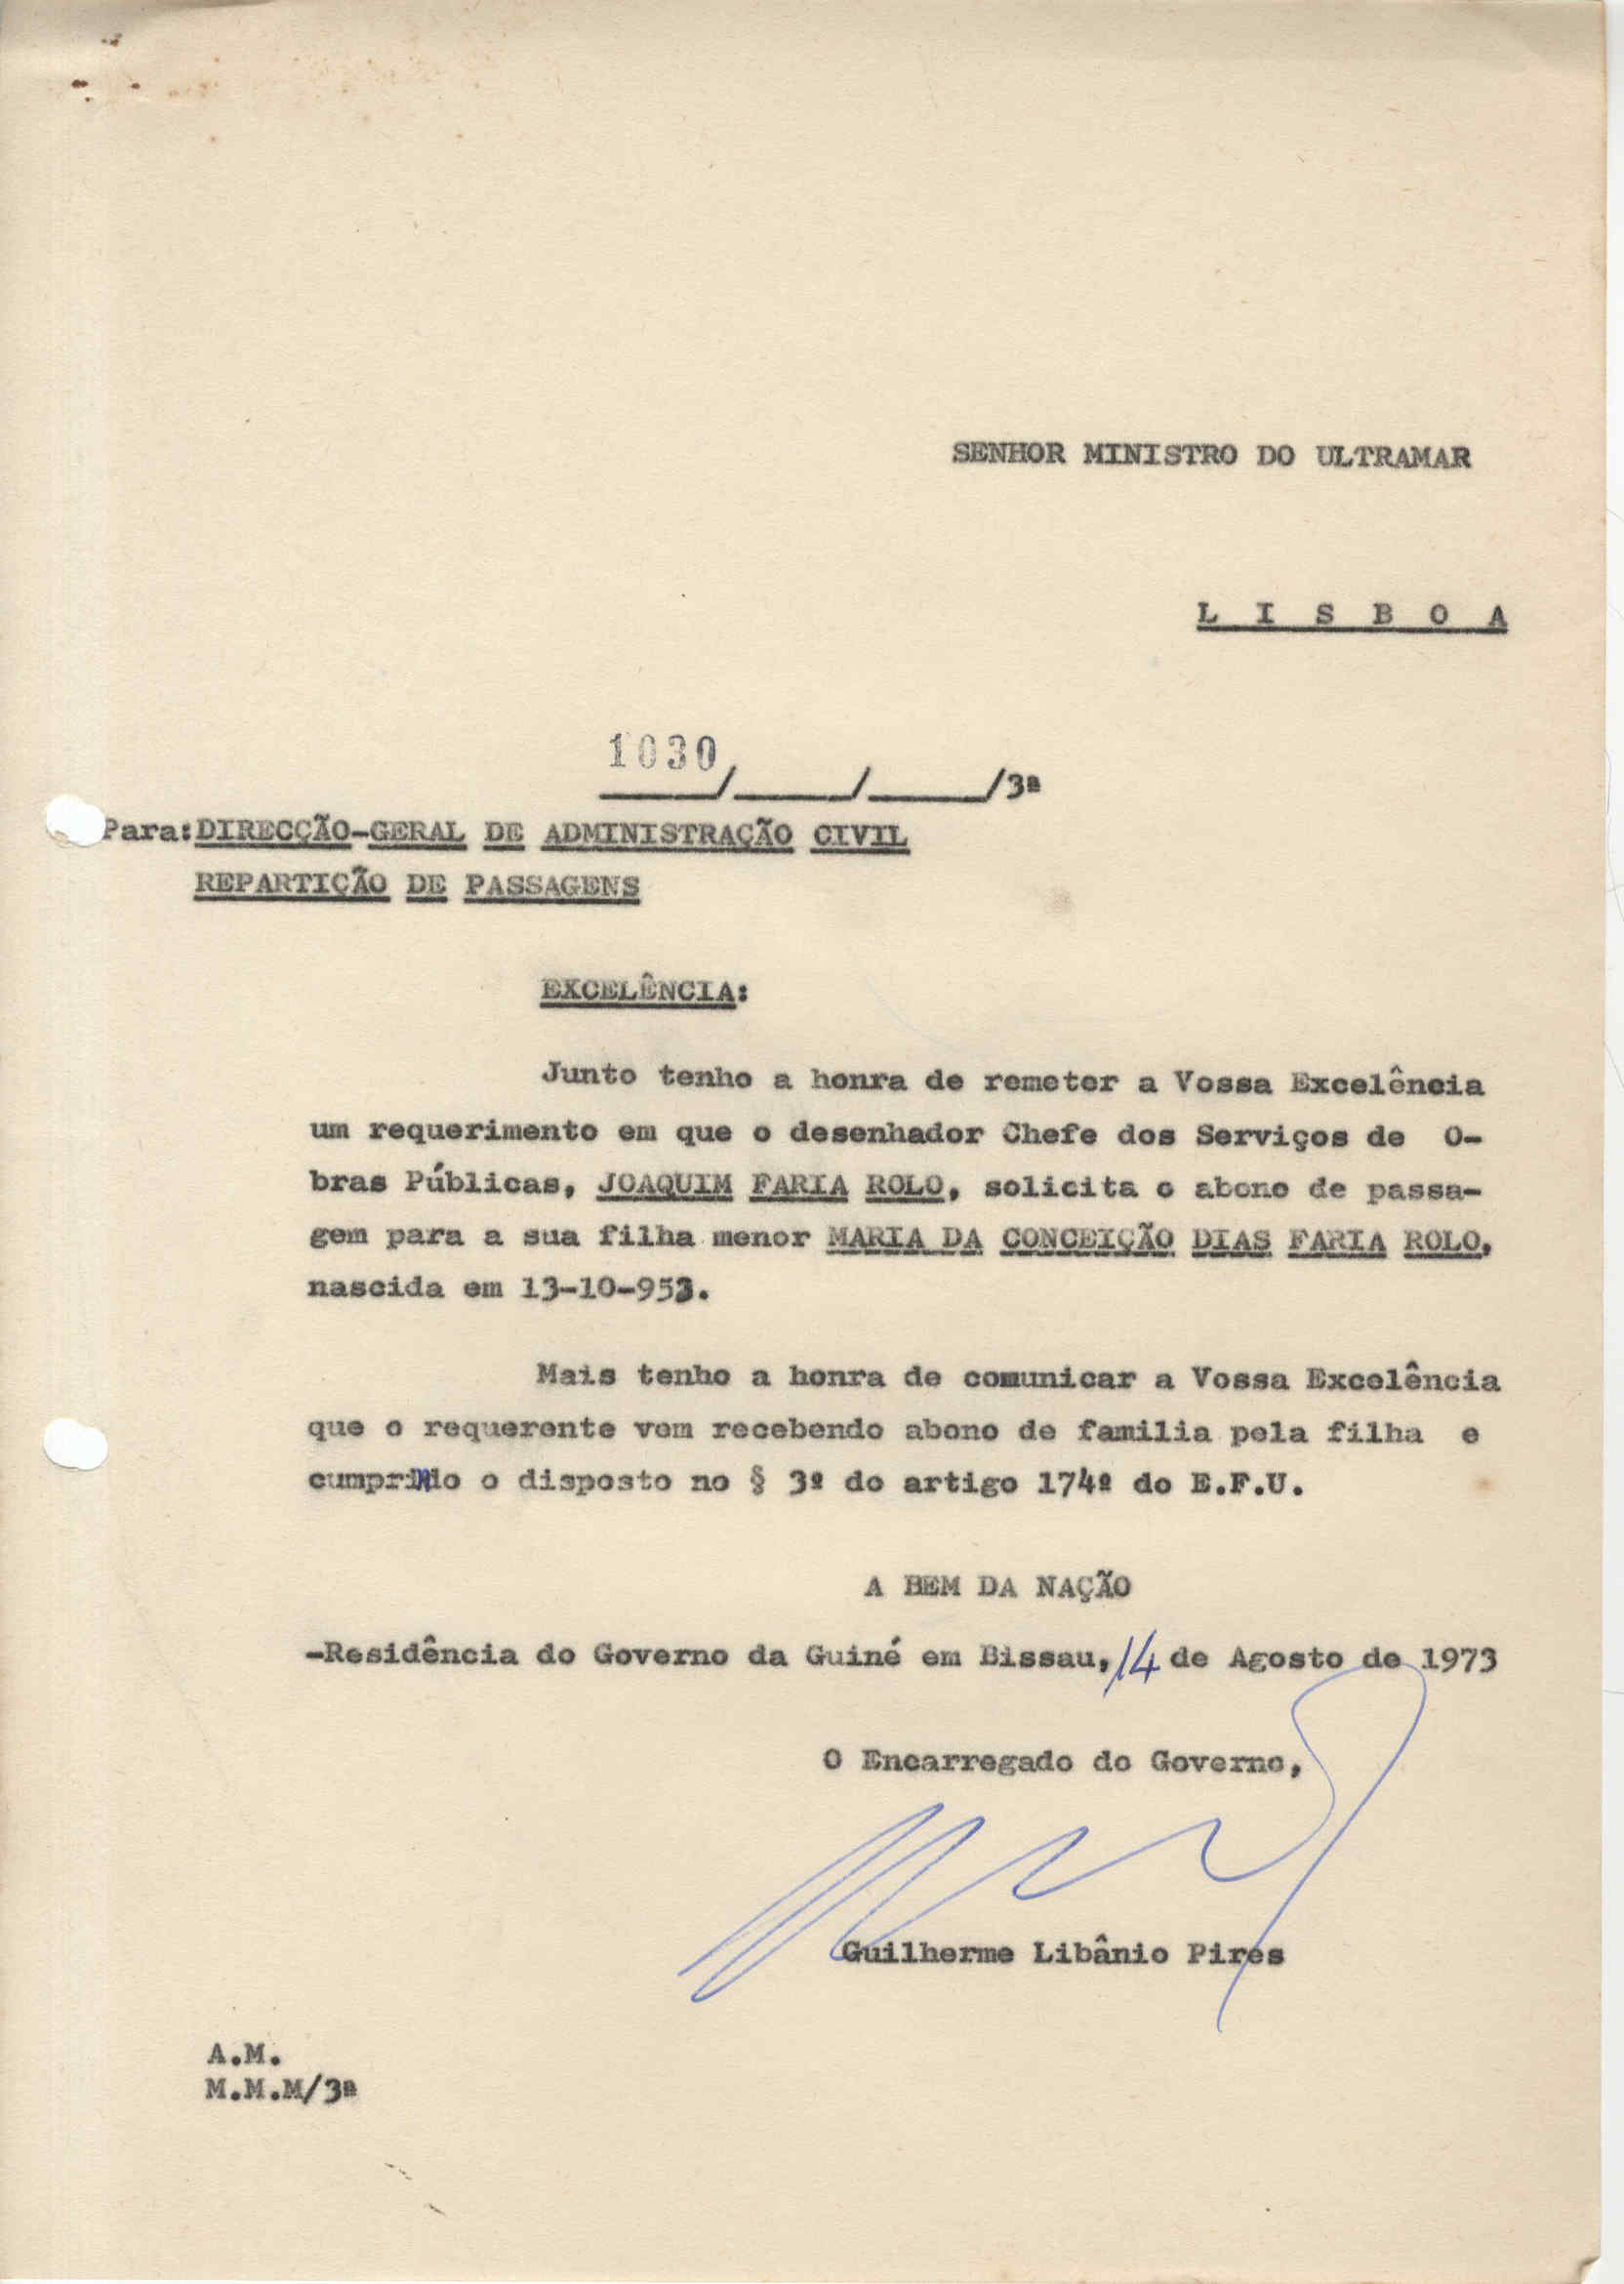 SENHOR MINISTRO DO ULTRAMAR
L I S B O A
1030/____/____/3ª
Para: DIRECÇÃO-GERAL DE ADMINISTRAÇÃO CIVIL
REPARTIÇÃO DE PASSAGENS
EXCELÊNCIA:
Junto tenho a honra de remeter a Vossa Excelência
um requerimento em que o desenhador Chefe dos Serviços de O-
bras Públicas, JOAQUIM FARIA ROLO, solicita o abono de passa-
gem para a sua filha menor MARIA DA CONCEIÇÃO DIAS FARIA ROLO,
nascida em 13-10-953.
Mais tenho a honra de comunicar a Vossa Excelência
que o requerente vem recebendo abono de familia pela filha e
cumprindo o disposto no § 3º do artigo 174º do E.F.U.
A BEM DA NAÇÃO
-Residência do Governo da Guiné em Bissau, 14 de Agosto de 1973
O Encarregado do Governo,
Guilherme Libânio Pires
A.M.
M.M.M/3ª